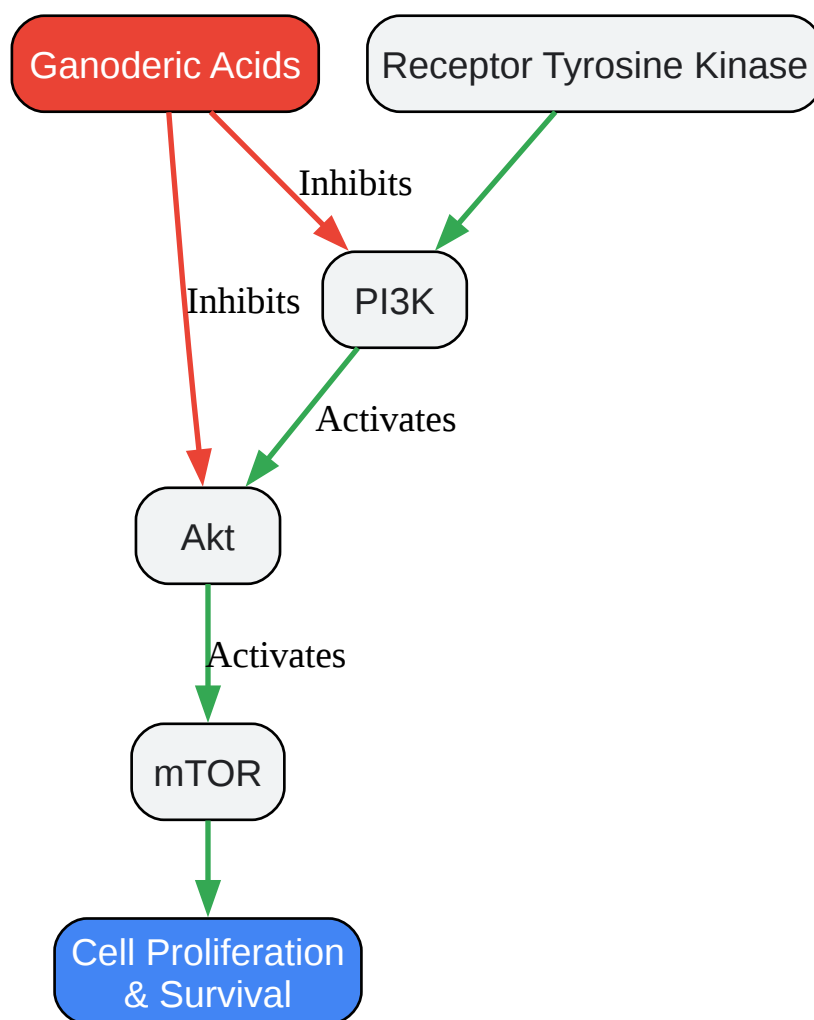 Ganoderic Acids
Receptor Tyrosine Kinase
Inhibits
Inhibits
PI3K
Activates
Akt
Activates
mTOR
Cell Proliferation
& Survival